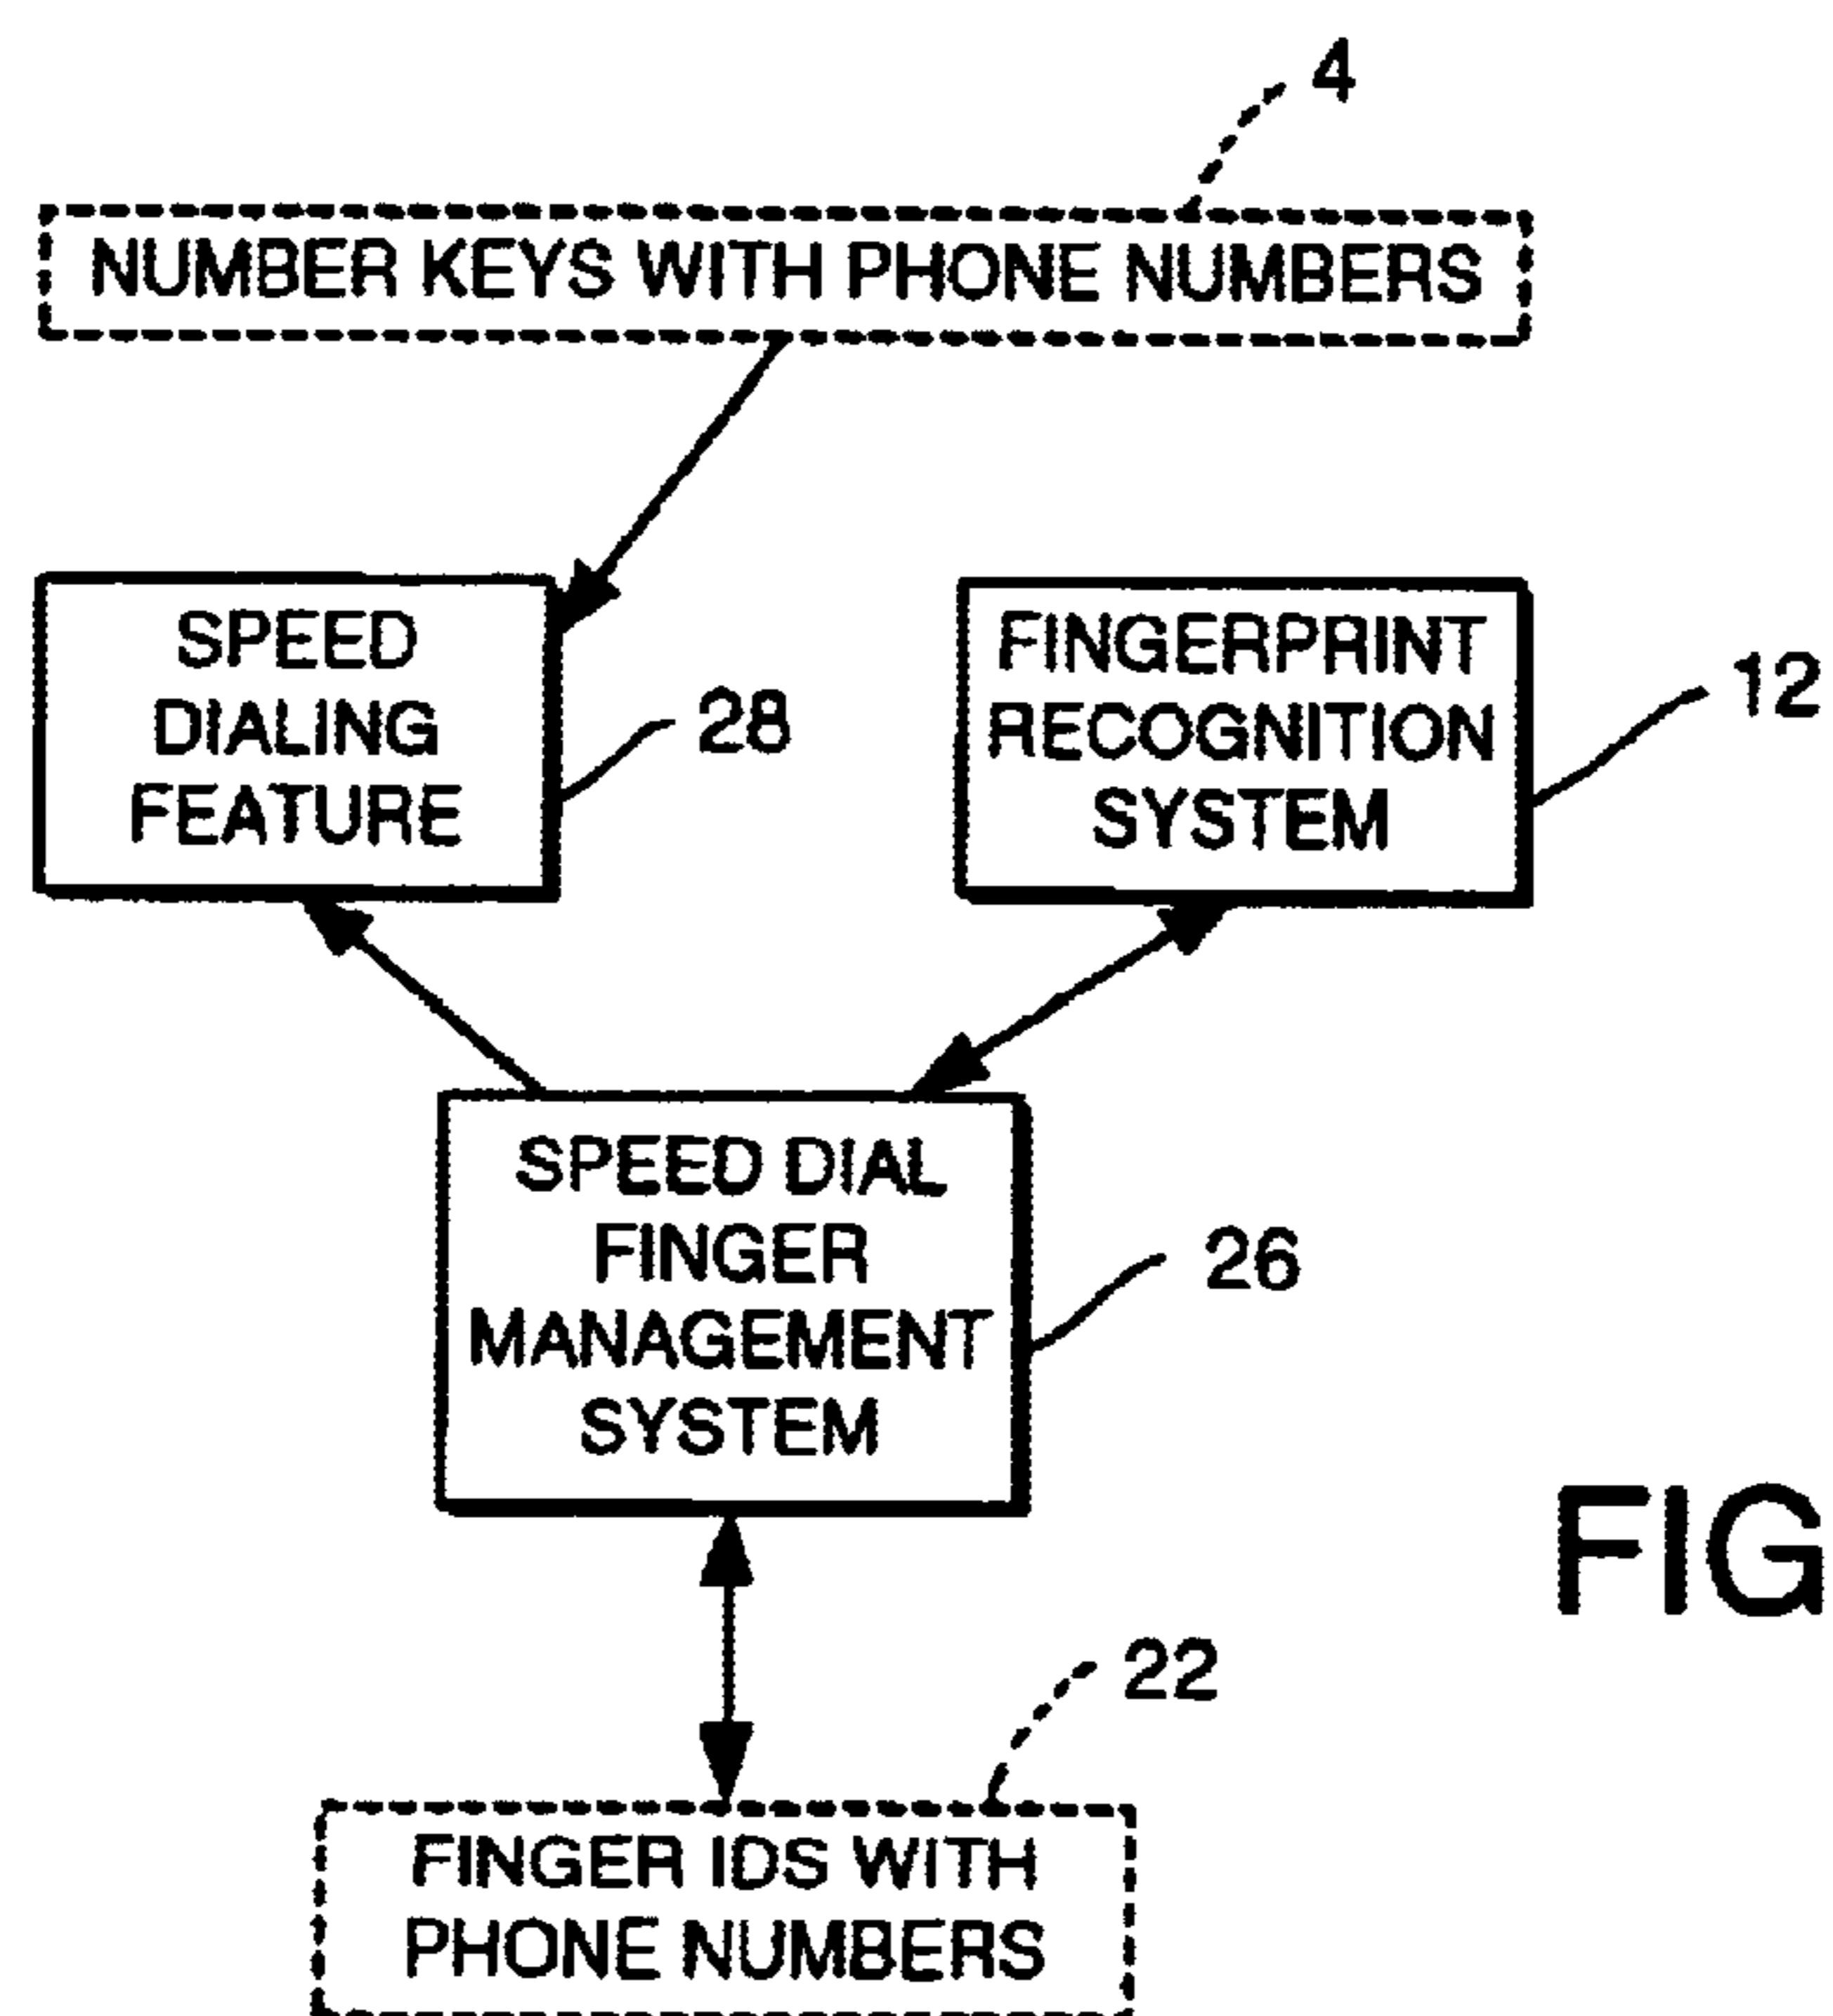 4
NUMBER KEYS WITH PHONE NUMBERS
SPEED
DIALING
FEATURE
28
FINGERPRINT
RECOGNITION
SYSTEM
12
SPEED DIAL
FINGER
MANAGEMENT
SYSTEM
26
FIG
22
FINGER IDS WITH
PHONE NUMBERS